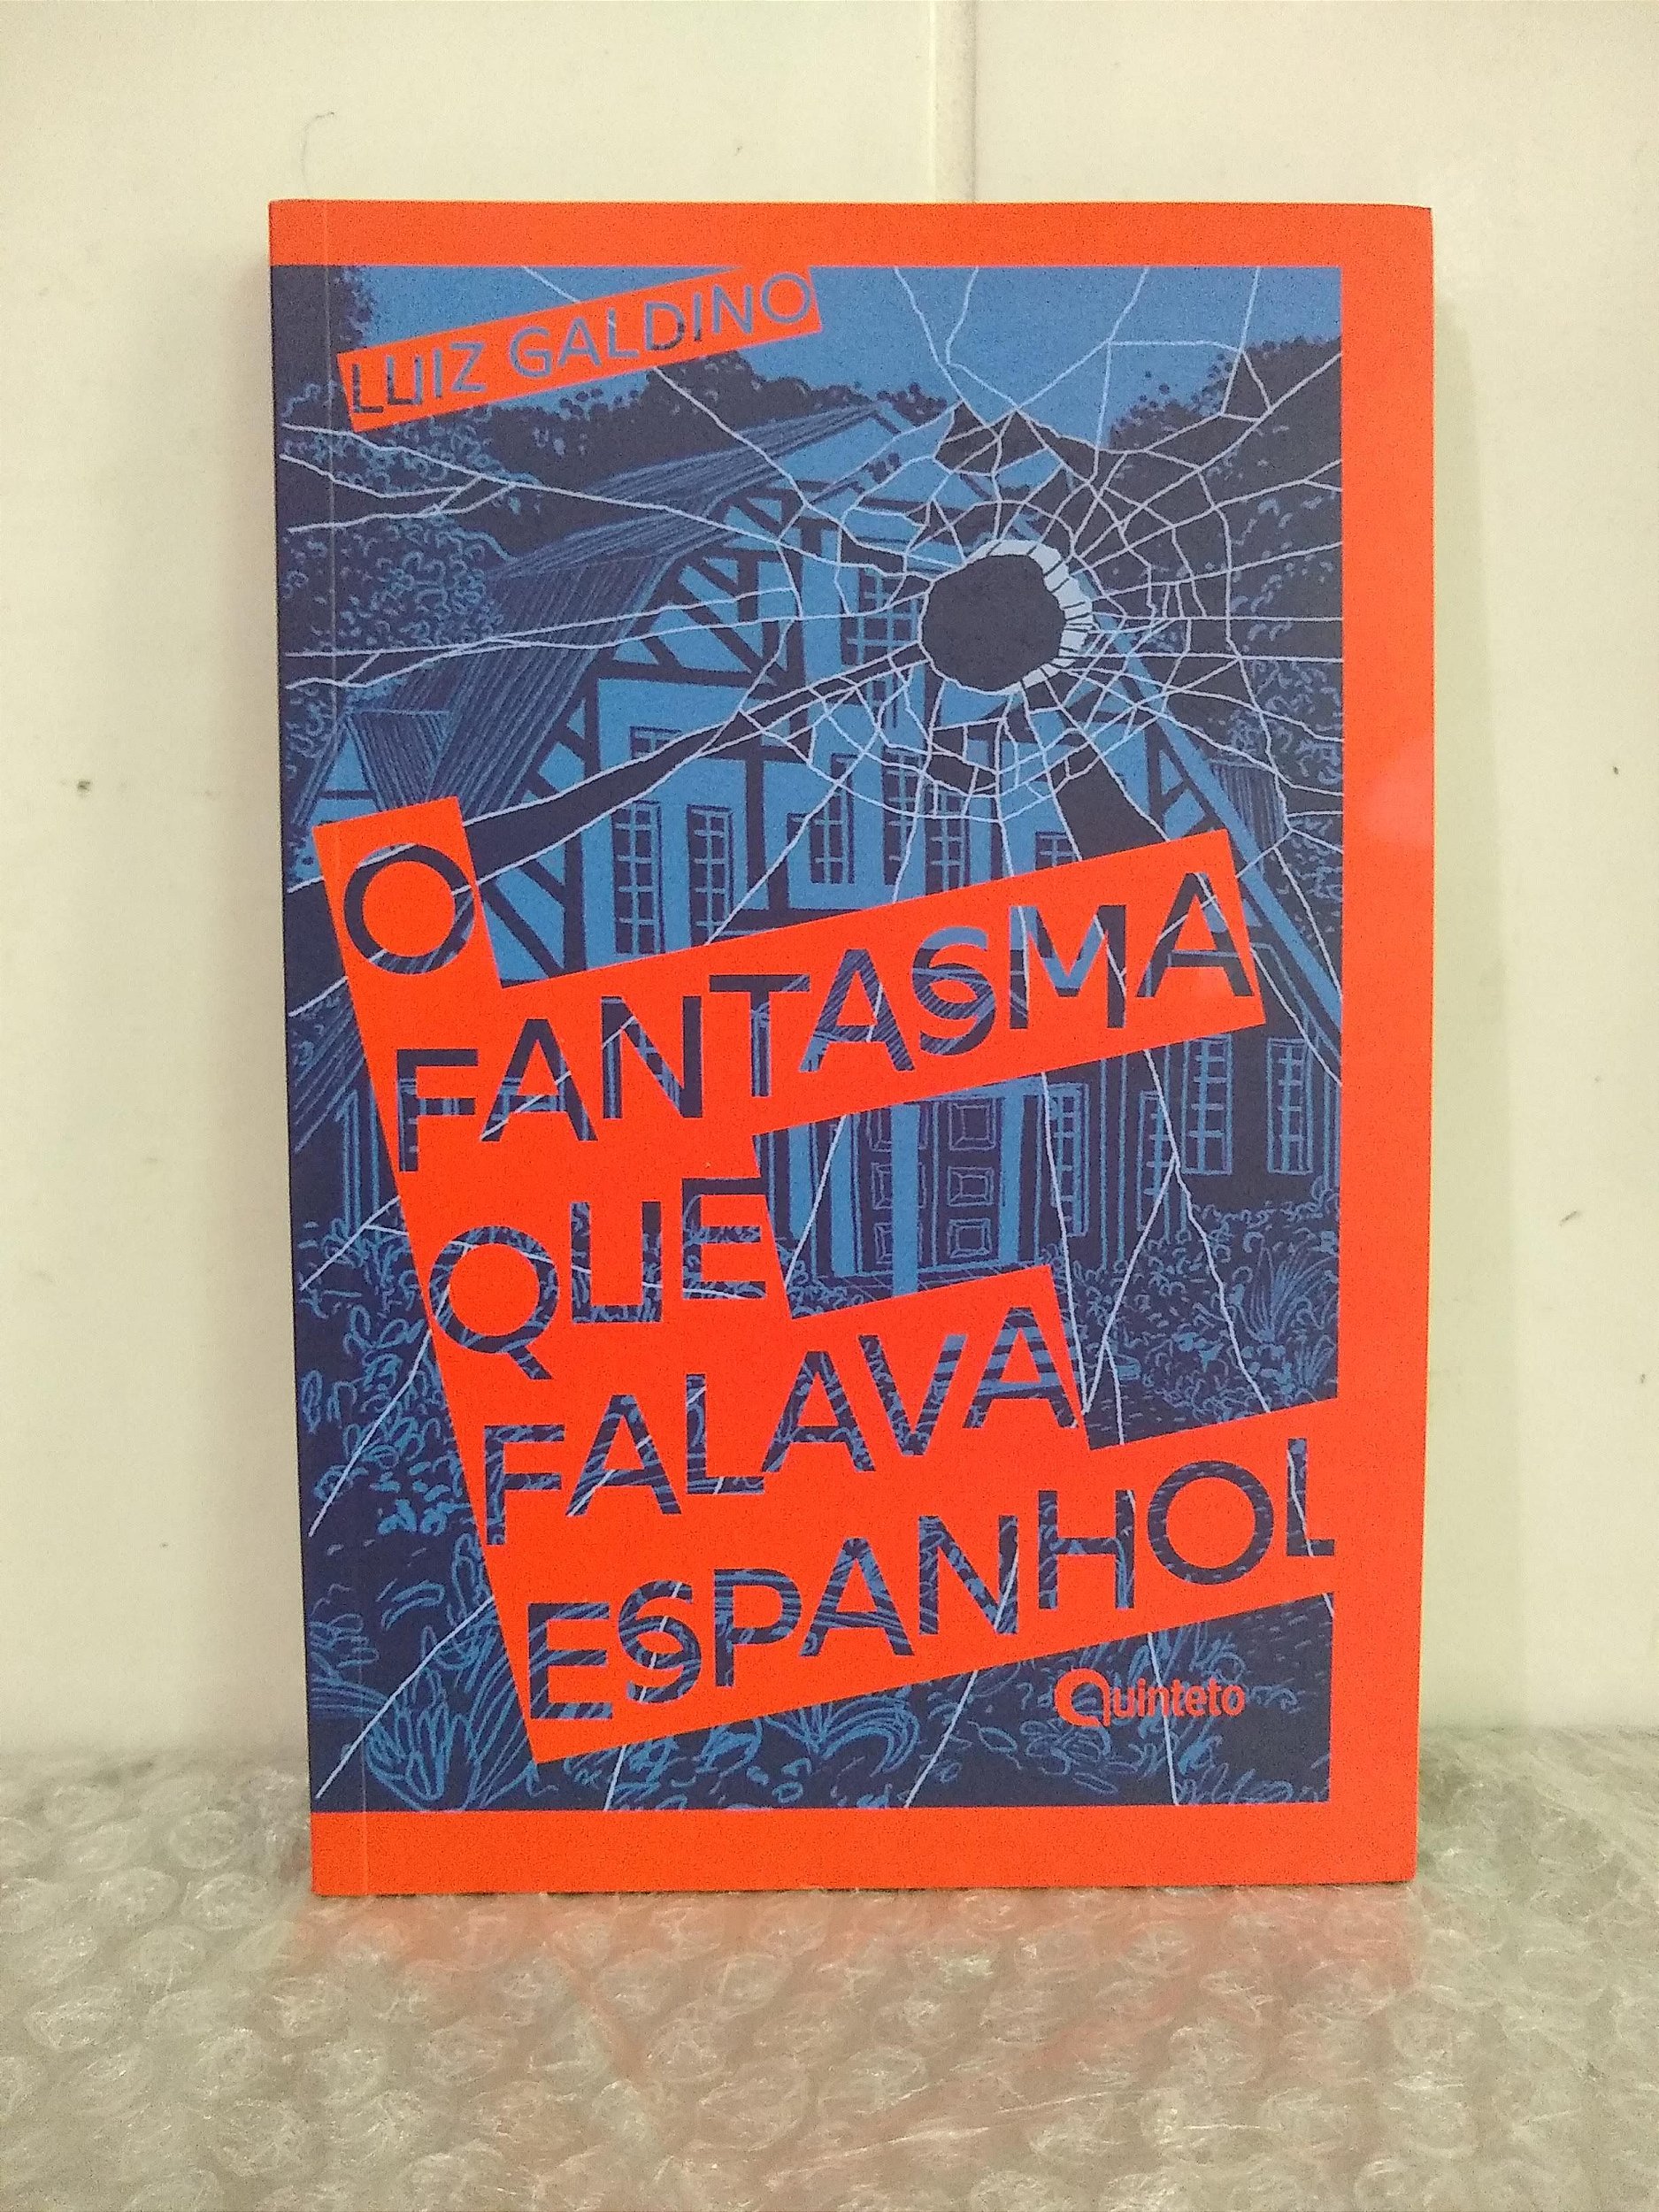 LUIZ GALDINO
O
FANTASMA
QUE
FALAVA
ESPANHOL
Quinteto